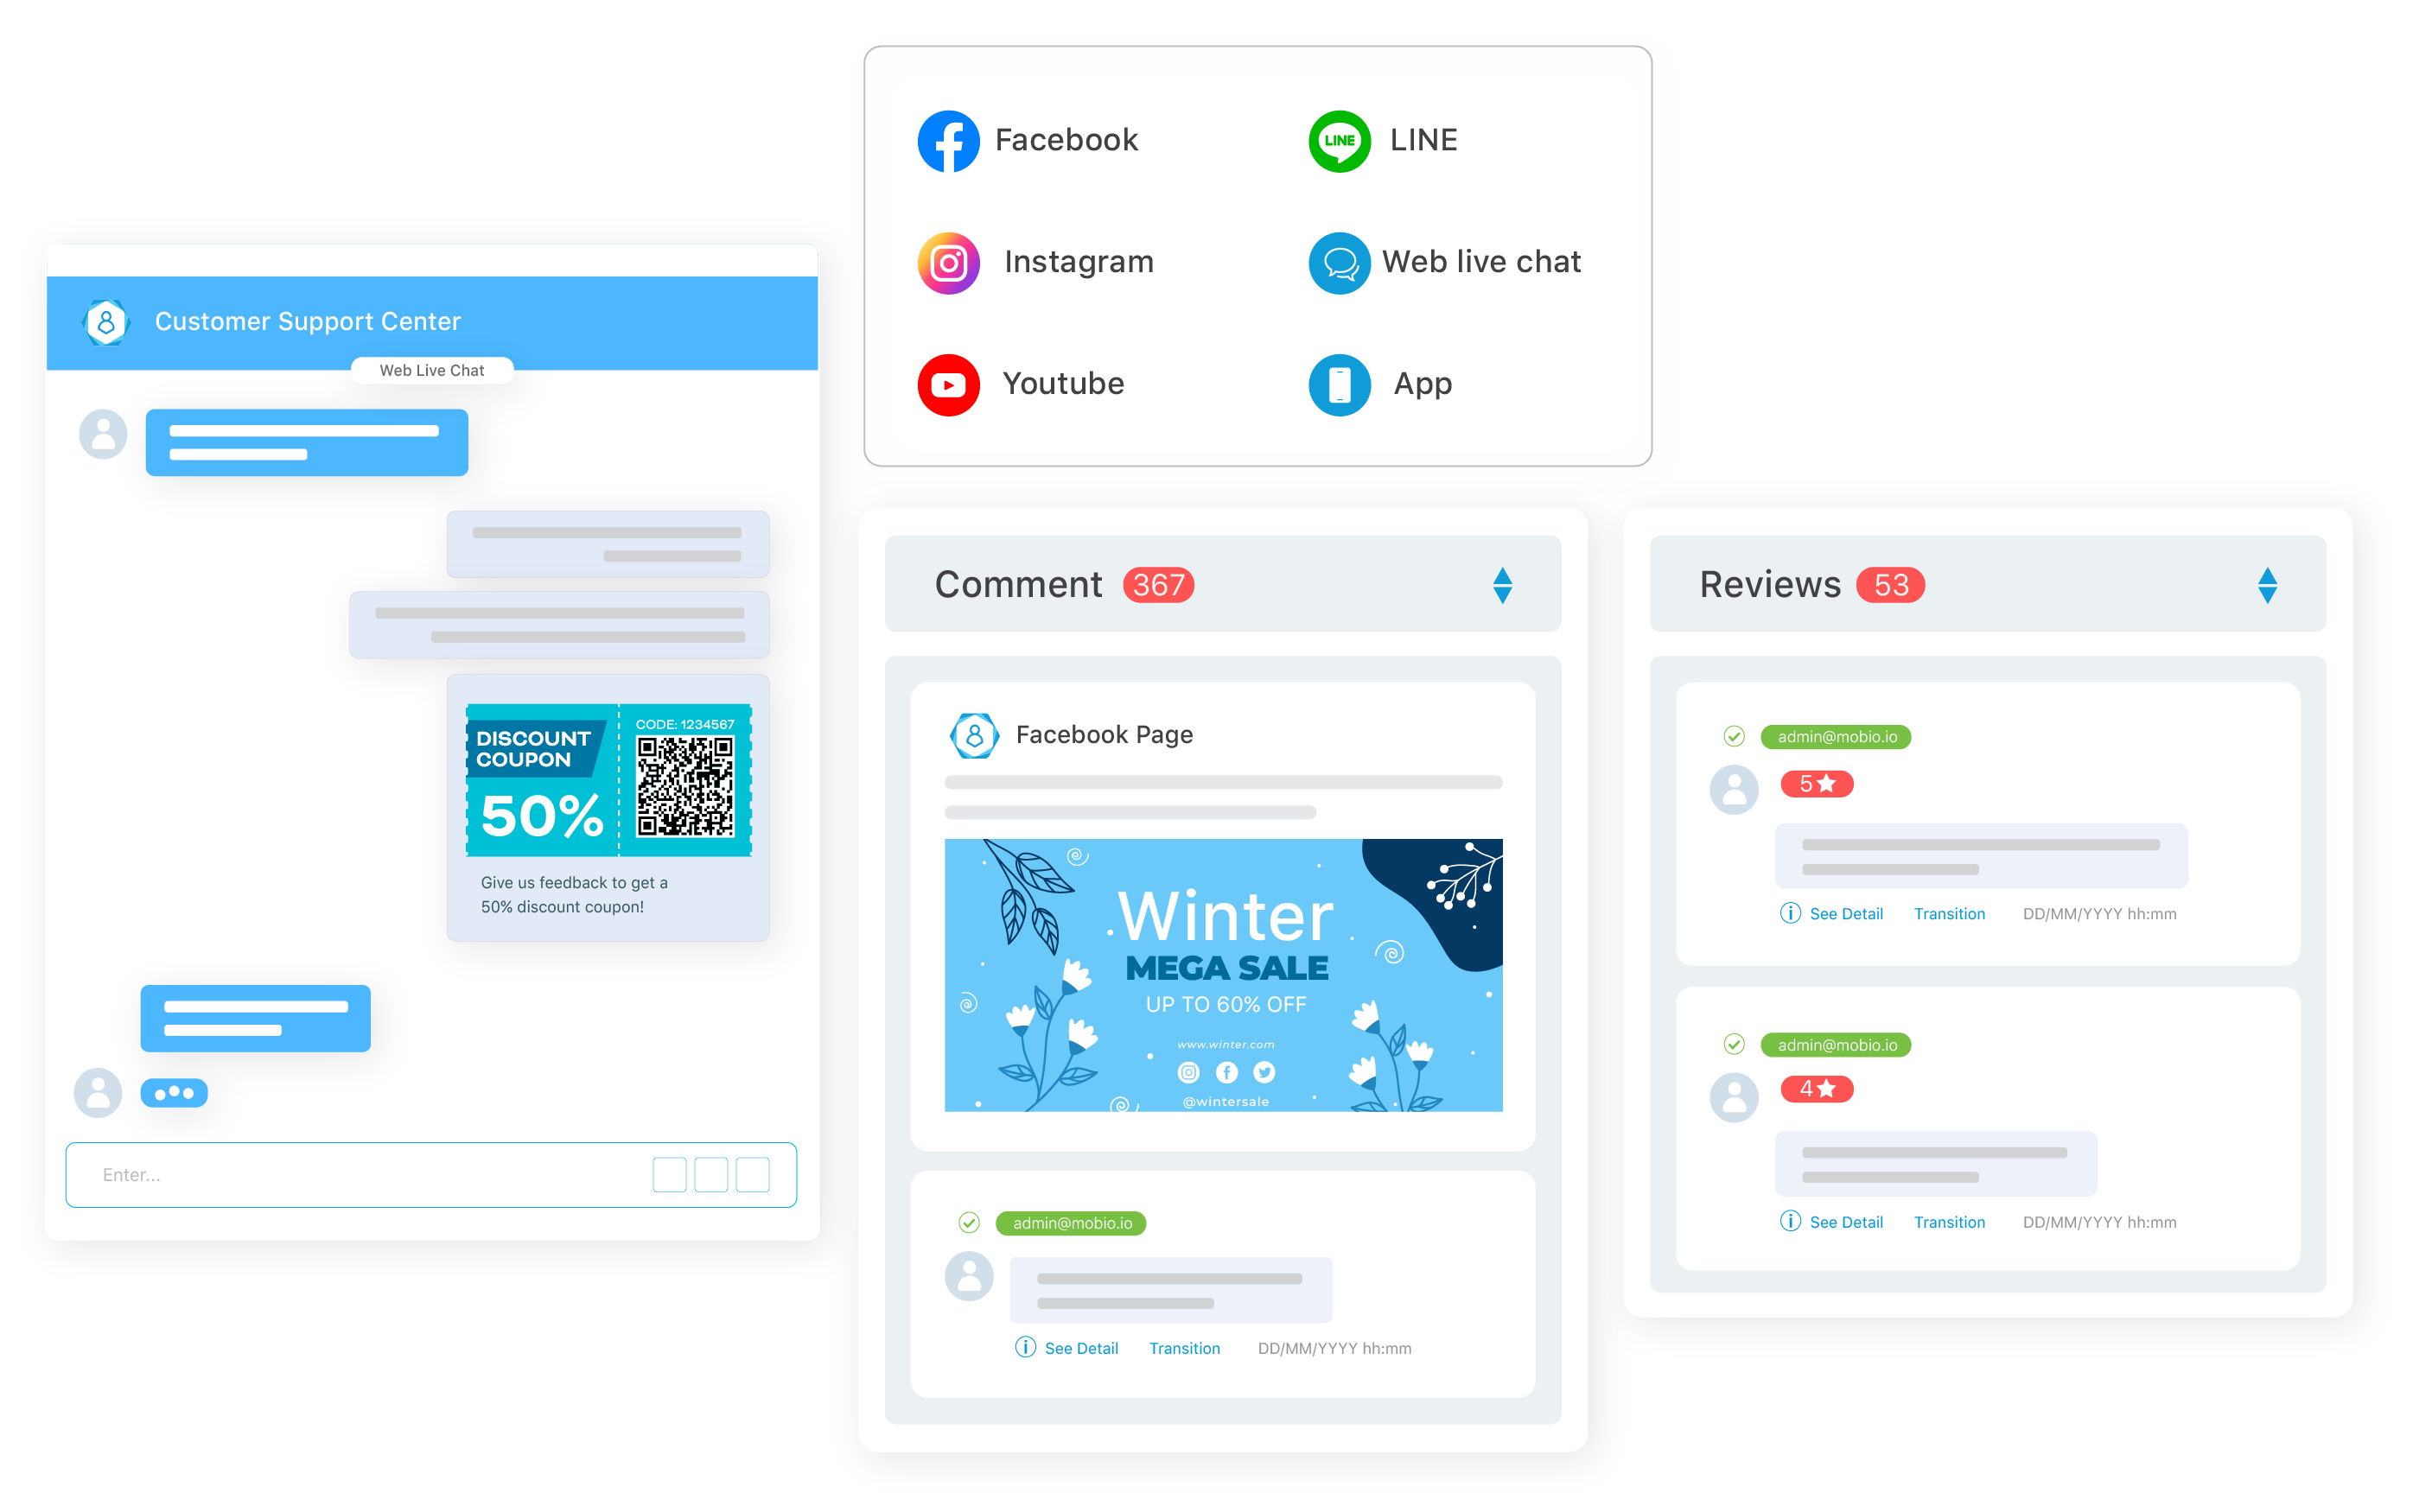 Facebook
LINE
LINE
Instagram
Web live chat
Youtube
App
Customer Support Center
Web Live Chat
DISCOUNT
COUPON
50%
CODE: 1234567
Give us feedback to get a
50% discount coupon!
Enter...
Comment 367
Facebook Page
Winter
MEGA SALE
UP TO 60% OFF
www.winter.com
@wintersale
admin@mobio.io
See Detail Transition DD/MM/YYYY hh:mm
Reviews 53
admin@mobio.io
5
See Detail Transition DD/MM/YYYY hh:mm
admin@mobio.io
4
See Detail Transition DD/MM/YYYY hh:mm